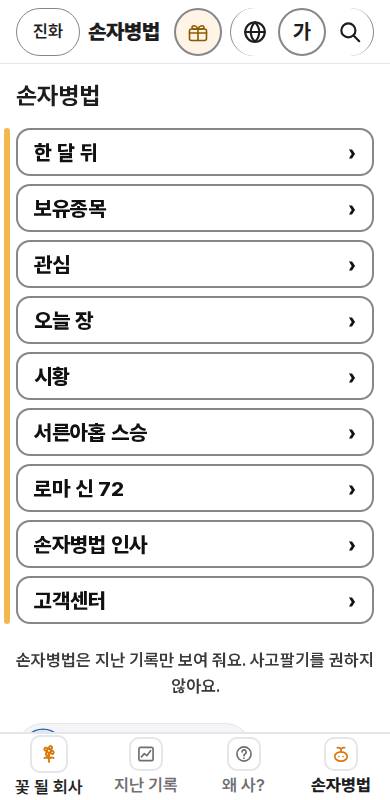 진화 손자병법 가
손자병법
한 달 뒤 ›
보유종목 ›
관심 ›
오늘 장 ›
시황 ›
서른아홉 스승 ›
로마 신 72 ›
손자병법 인사 ›
고객센터 ›
손자병법은 지난 기록만 보여 줘요. 사고팔기를 권하지
않아요.
꽃 될 회사 지난 기록 왜 사? 손자병법